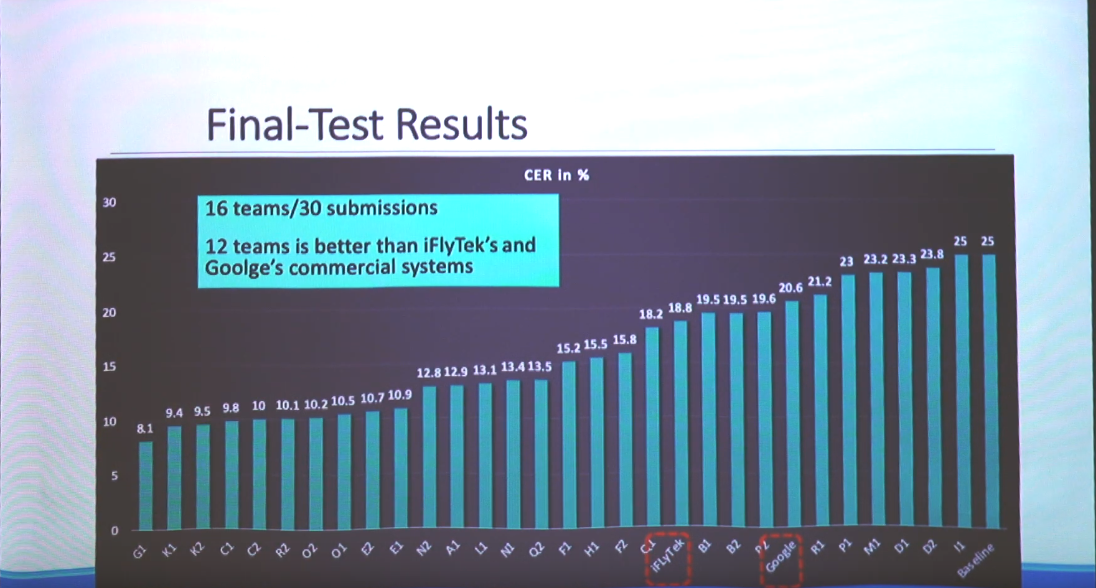 Final-Test Results
CER in %
16 teams/30 submissions
12 teams is better than iFlyTek's and
Goolge's commercial systems
30
25
20
15
10
5
0
8.1 9.4 9.5 9.8 10 10.1 10.2 10.5 10.7 10.9 12.8 12.9 13.1 13.4 13.5 15.2 15.5 15.8 18.2 18.8 19.5 19.5 19.6 20.6 21.2 23 23.2 23.3 23.8 25 25
G1 K1 K2 C1 C2 R2 O2 O1 E2 E1 N2 A1 L1 N1 Q2 F1 H1 F2 iFLyTek B1 B2 P2 Google R1 P1 M1 D1 D2 I1 Baseline